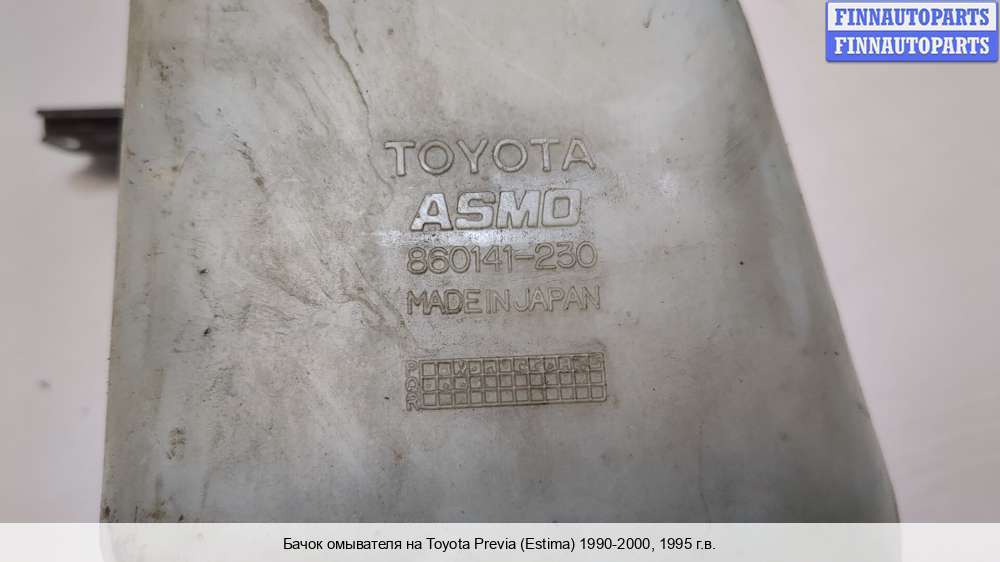 FINNAUTOPARTS
FINNAUTOPARTS
TOYOTA
ASMO
860141-230
MADE IN JAPAN
P
Q
R
Бачок омывателя на Toyota Previa (Estima) 1990-2000, 1995 г.в.